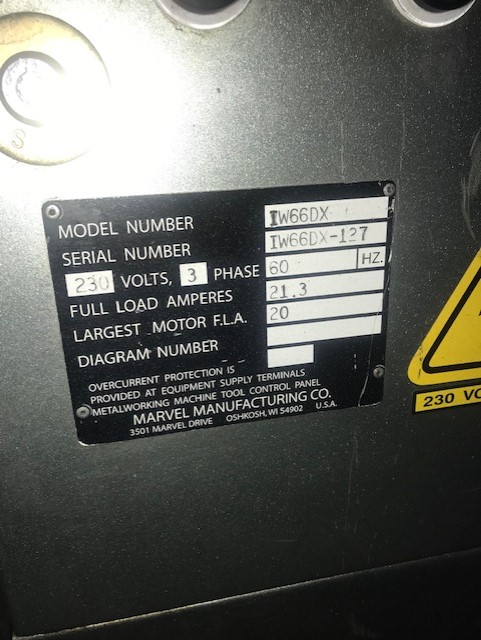 MODEL NUMBER IW66DX
SERIAL NUMBER IW66DX-127
230 VOLTS, 3 PHASE 60 HZ.
FULL LOAD AMPERES 21.3
LARGEST MOTOR F.L.A. 20
DIAGRAM NUMBER
OVERCURRENT PROTECTION IS
PROVIDED AT EQUIPMENT SUPPLY TERMINALS
METALWORKING MACHINE TOOL CONTROL PANEL
MARVEL MANUFACTURING CO.
3501 MARVEL DRIVE OSHKOSH, WI 54902 U.S.A.
230 VO
S